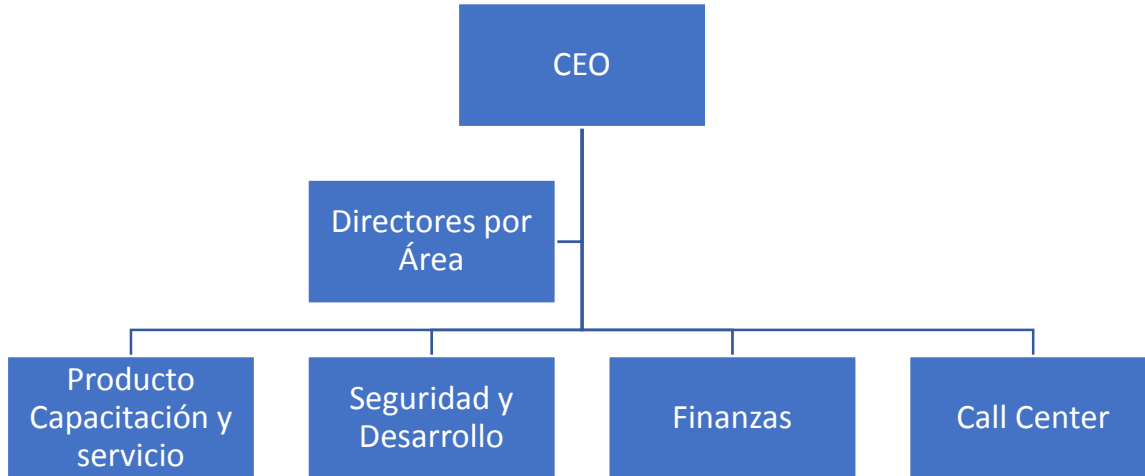 CEO
Directores por
Área
Producto
Capacitación y
servicio
Seguridad y
Desarrollo
Finanzas
Call Center